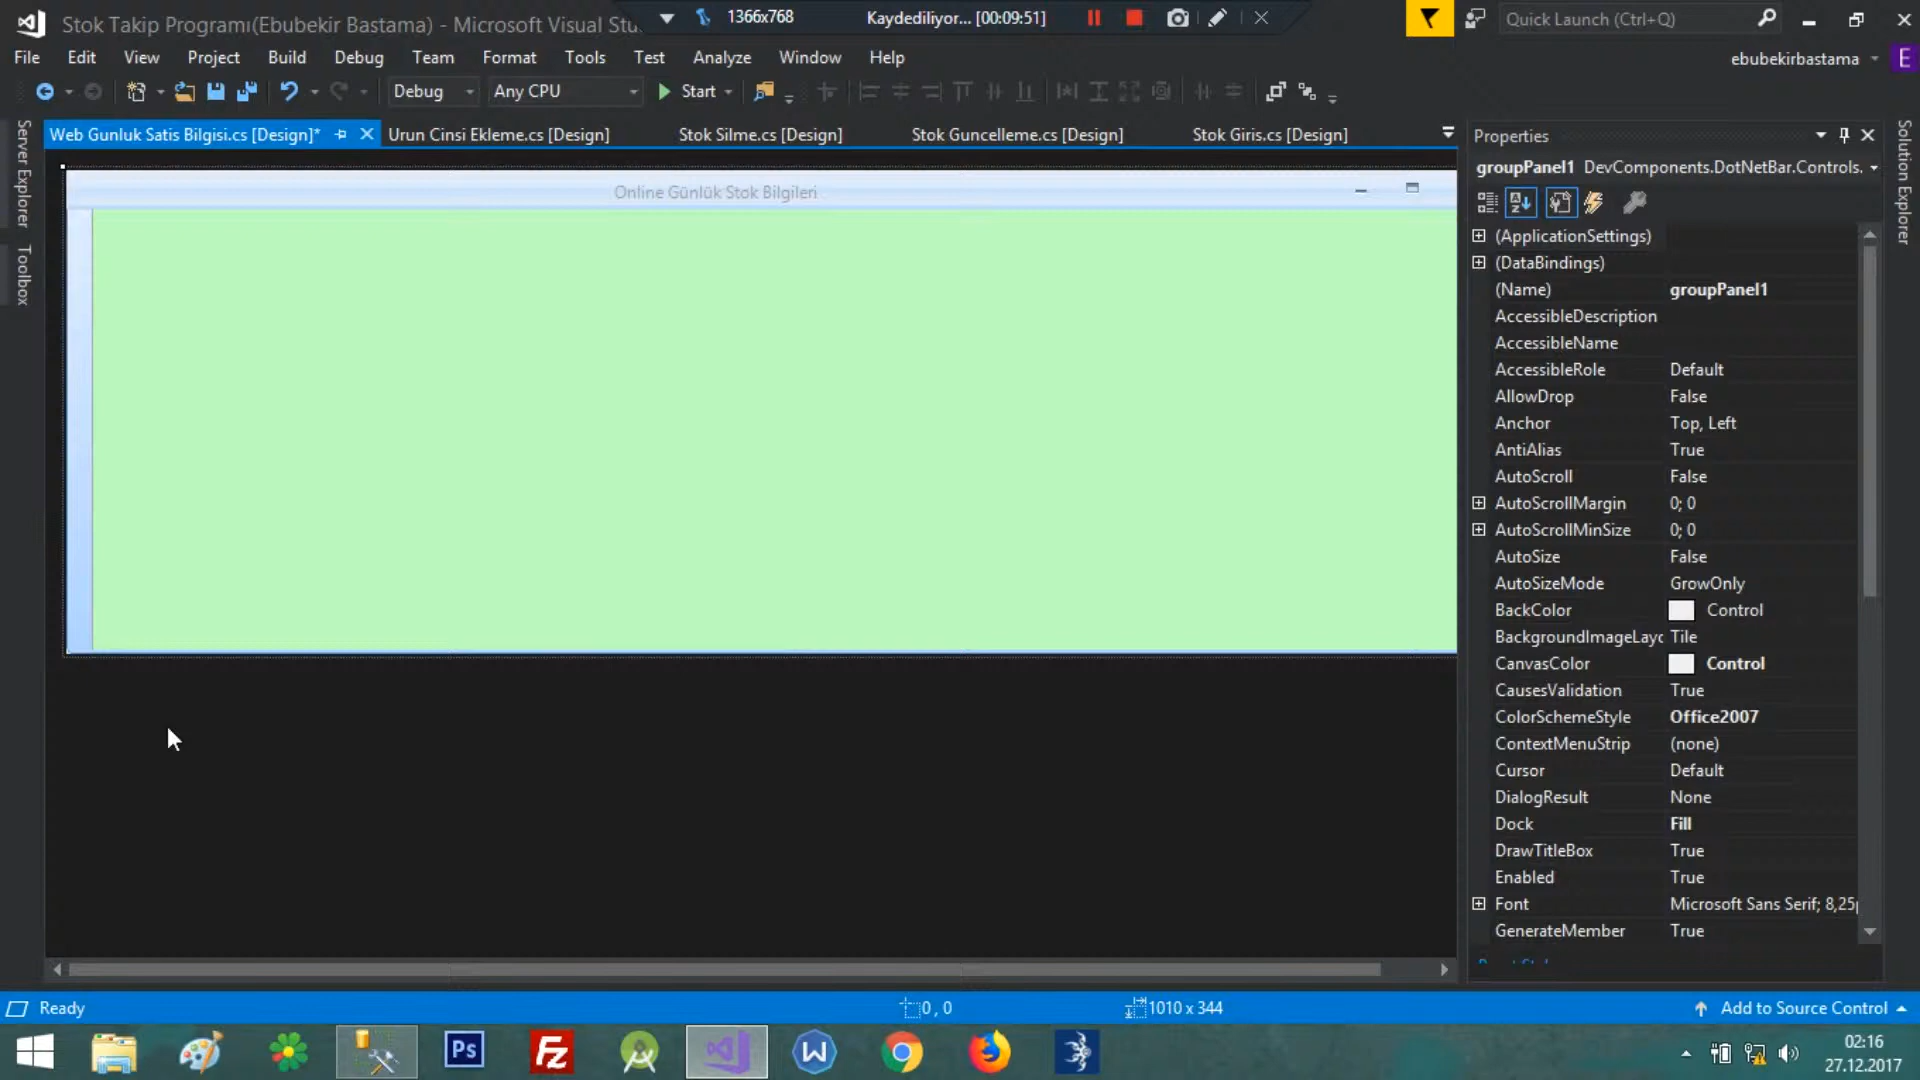 Stok Takip Programı(Ebubekir Bastama) - Microsoft Visual Stu
1366x768
Kaydediliyor... [00:09:51]
Quick Launch (Ctrl+Q)
File Edit View Project Build Debug Team Format Tools Test Analyze Window Help
ebubekirbastama
E
Debug
Any CPU
Start
Web Gunluk Satis Bilgisi.cs [Design]*
Urun Cinsi Ekleme.cs [Design]
Stok Silme.cs [Design]
Stok Guncelleme.cs [Design]
Stok Giris.cs [Design]
Server Explorer
Toolbox
Online Günlük Stok Bilgileri
Properties
groupPanel1 DevComponents.DotNetBar.Controls.
(ApplicationSettings)
(DataBindings)
(Name) groupPanel1
AccessibleDescription
AccessibleName
AccessibleRole Default
AllowDrop False
Anchor Top, Left
AntiAlias True
AutoScroll False
AutoScrollMargin 0; 0
AutoScrollMinSize 0; 0
AutoSize False
AutoSizeMode GrowOnly
BackColor Control
BackgroundImageLayo Tile
CanvasColor Control
CausesValidation True
ColorSchemeStyle Office2007
ContextMenuStrip (none)
Cursor Default
DialogResult None
Dock Fill
DrawTitleBox True
Enabled True
Font Microsoft Sans Serif; 8,25p
GenerateMember True
Solution Explorer
Ready
0 , 0
1010 x 344
Add to Source Control
Ps
Fz
W
02:16
27.12.2017